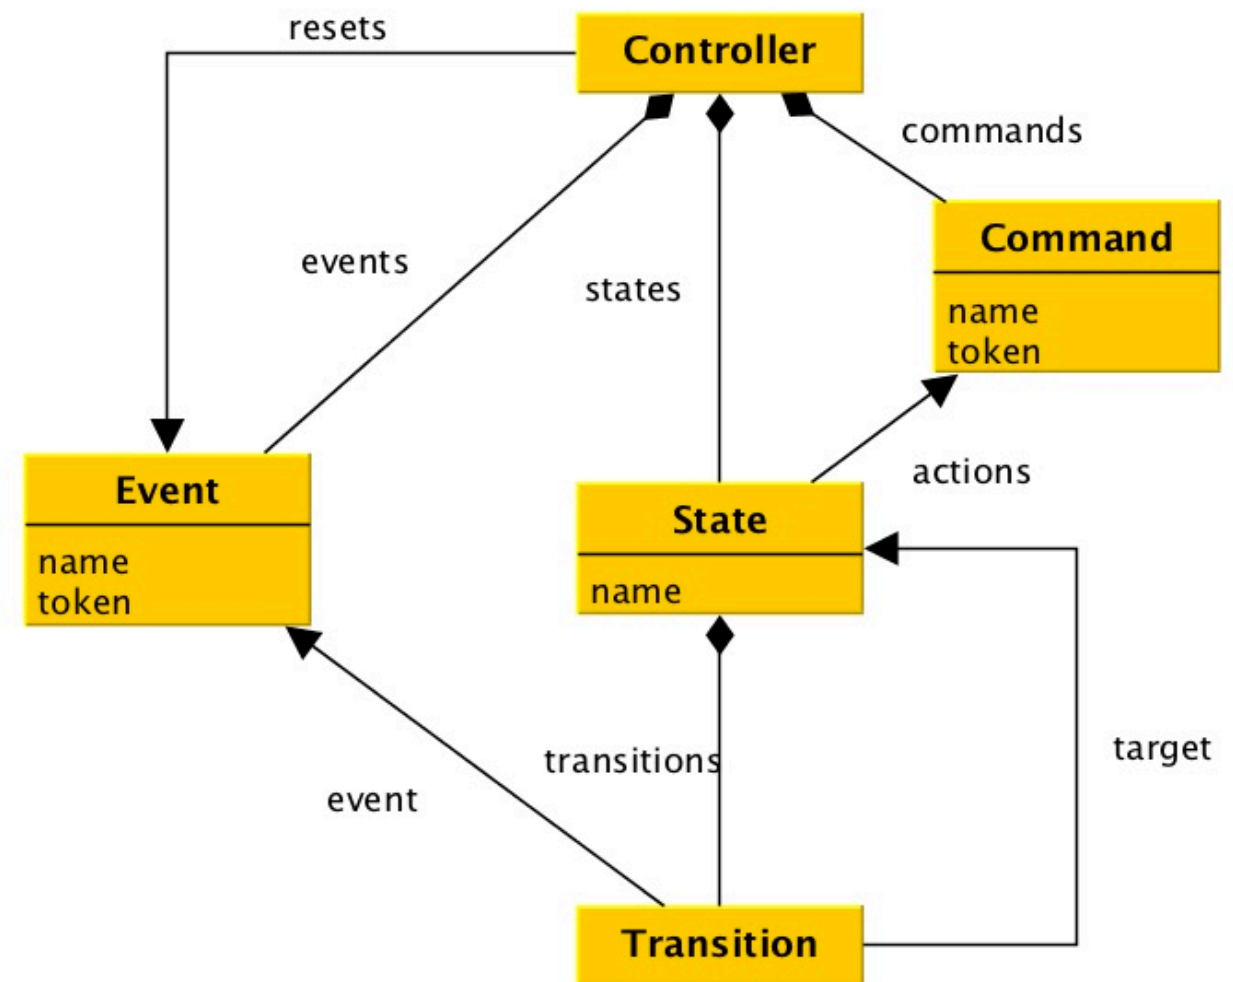 resets
Controller
commands
Command
name
token
events
states
actions
Event
name
token
State
name
transitions
target
event
Transition